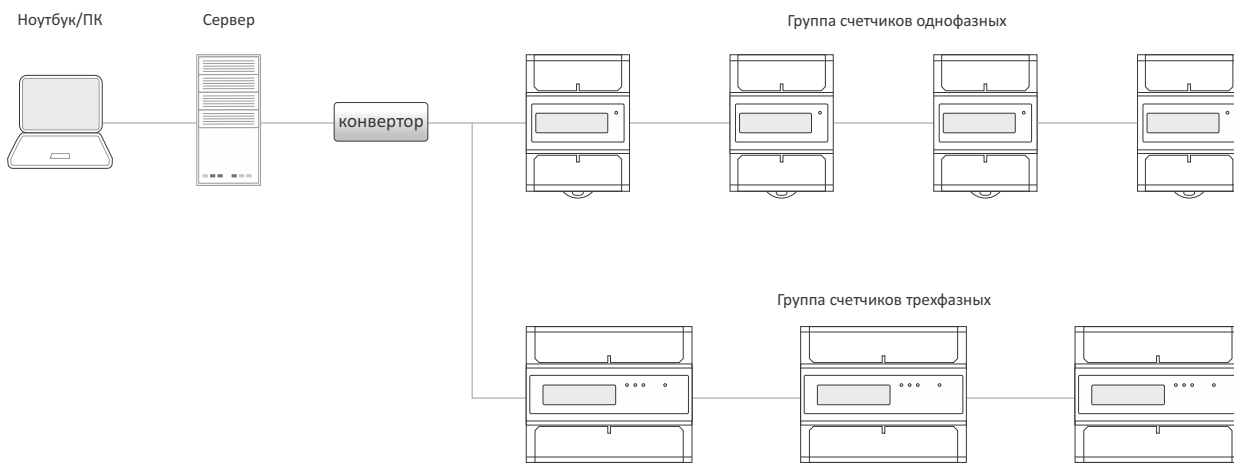 Ноутбук/ПК
Сервер
Группа счетчиков однофазных
конвертор
Группа счетчиков трехфазных